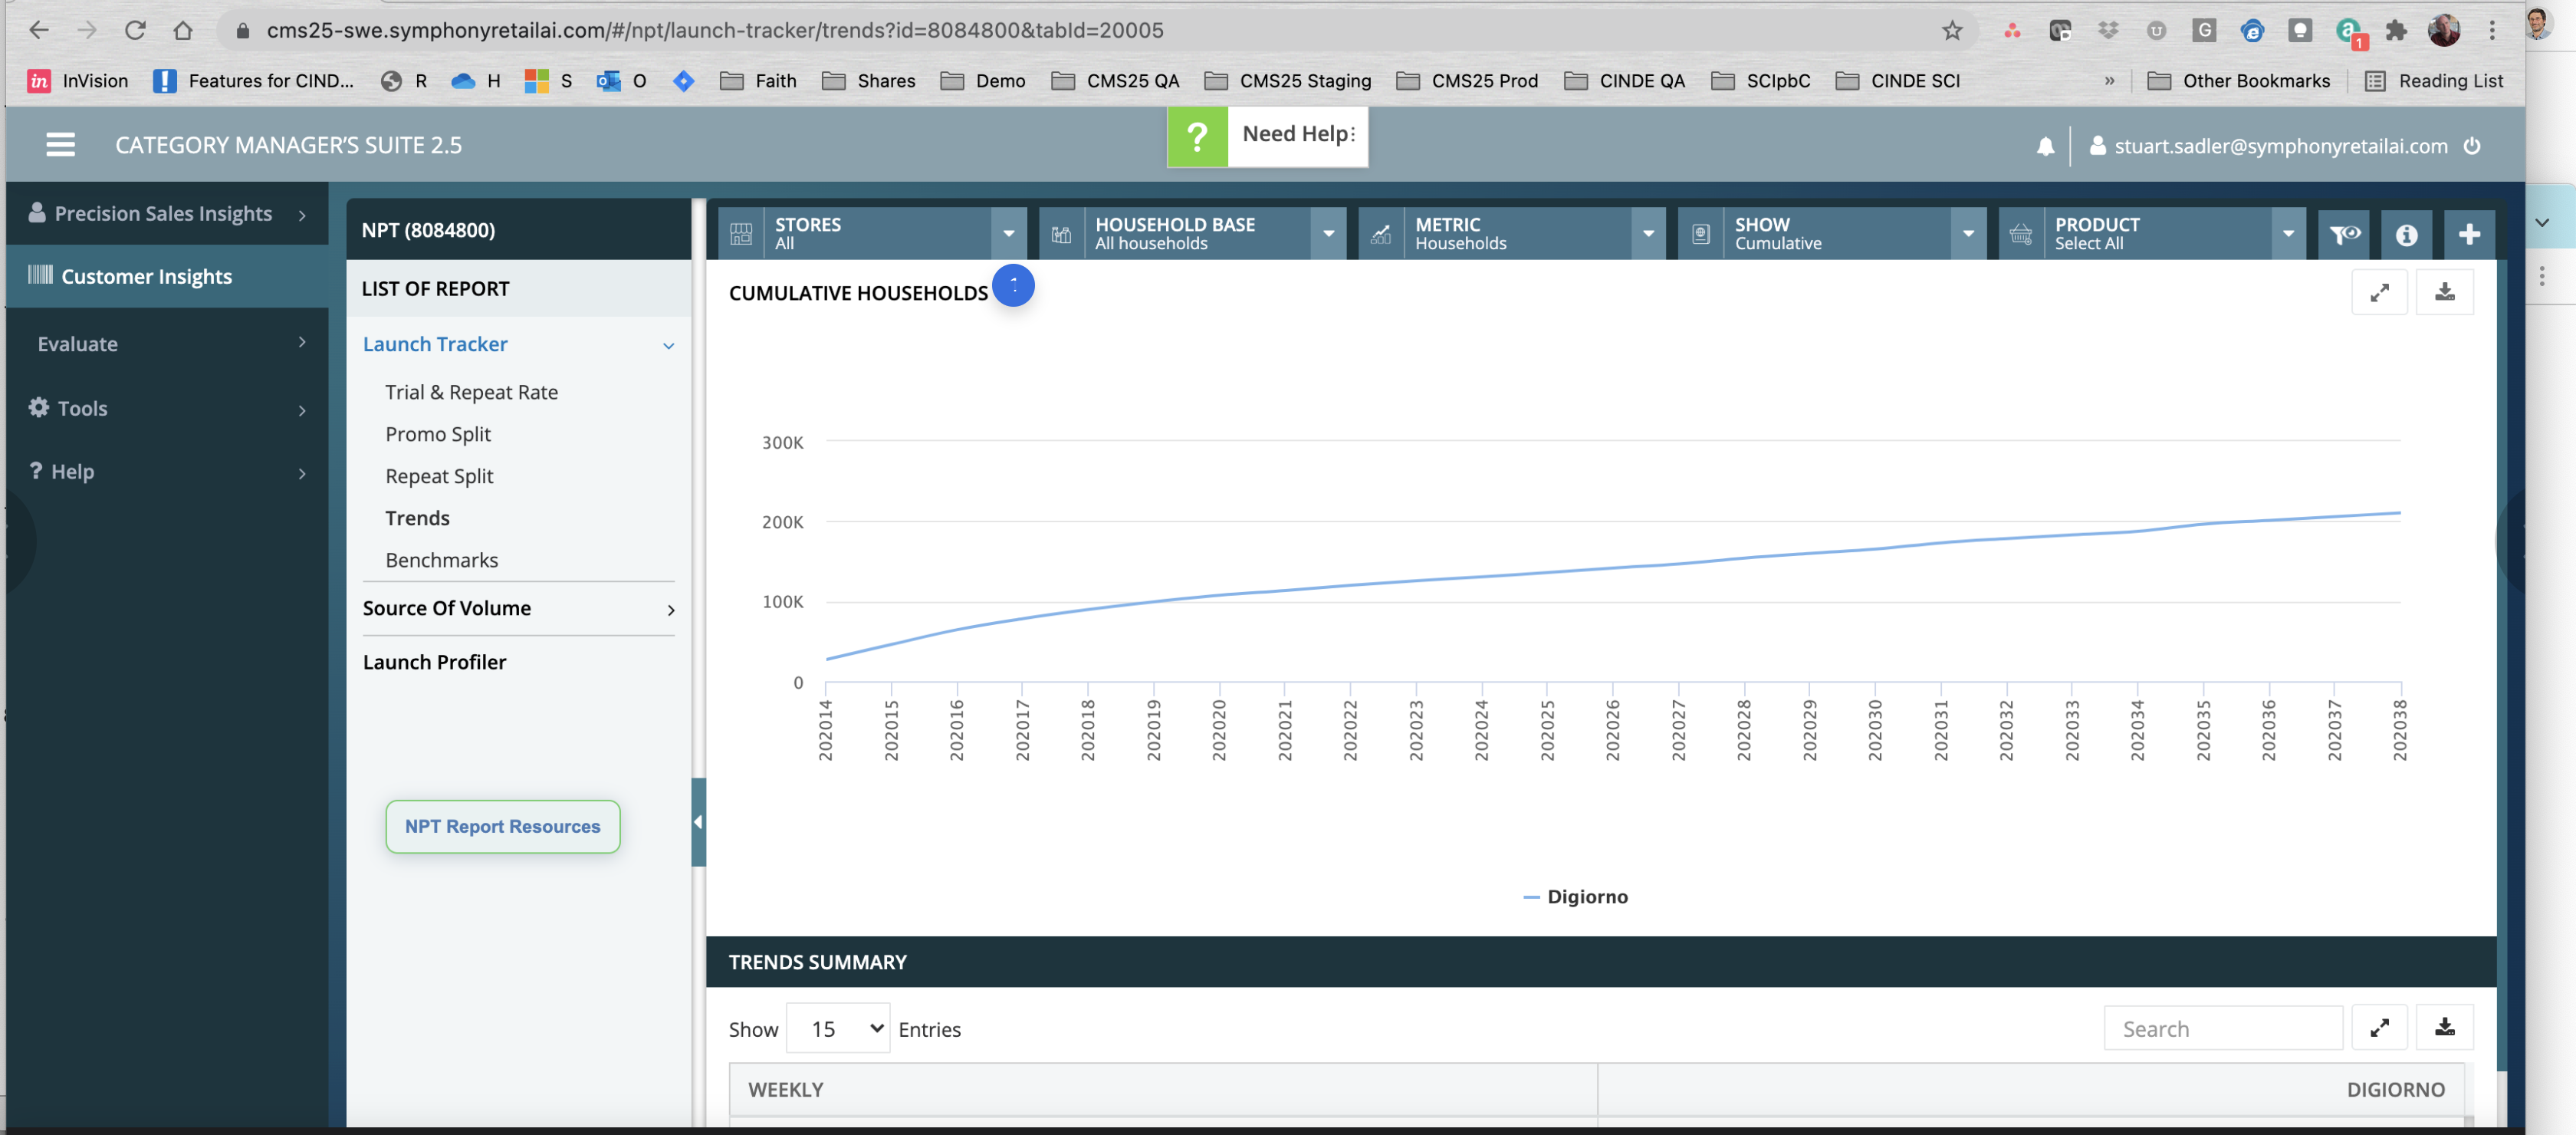 cms25-swe.symphonyretailai.com/#/npt/launch-tracker/trends?id=8084800&tabId=20005
InVision Features for CIND... R H S O Faith Shares Demo CMS25 QA CMS25 Staging CMS25 Prod CINDE QA SCIpbC CINDE SCI » Other Bookmarks Reading List
CATEGORY MANAGER'S SUITE 2.5
? Need Help
stuart.sadler@symphonyretailai.com
Precision Sales Insights
Customer Insights
Evaluate
Tools
? Help
NPT (8084800)
LIST OF REPORT
Launch Tracker
Trial & Repeat Rate
Promo Split
Repeat Split
Trends
Benchmarks
Source Of Volume
Launch Profiler
NPT Report Resources
STORES
All
HOUSEHOLD BASE
All households
METRIC
Households
SHOW
Cumulative
PRODUCT
Select All
CUMULATIVE HOUSEHOLDS 1
300K
200K
100K
0
202014
202015
202016
202017
202018
202019
202020
202021
202022
202023
202024
202025
202026
202027
202028
202029
202030
202031
202032
202033
202034
202035
202036
202037
202038
Digiorno
TRENDS SUMMARY
Show 15 Entries
Search
WEEKLY DIGIORNO